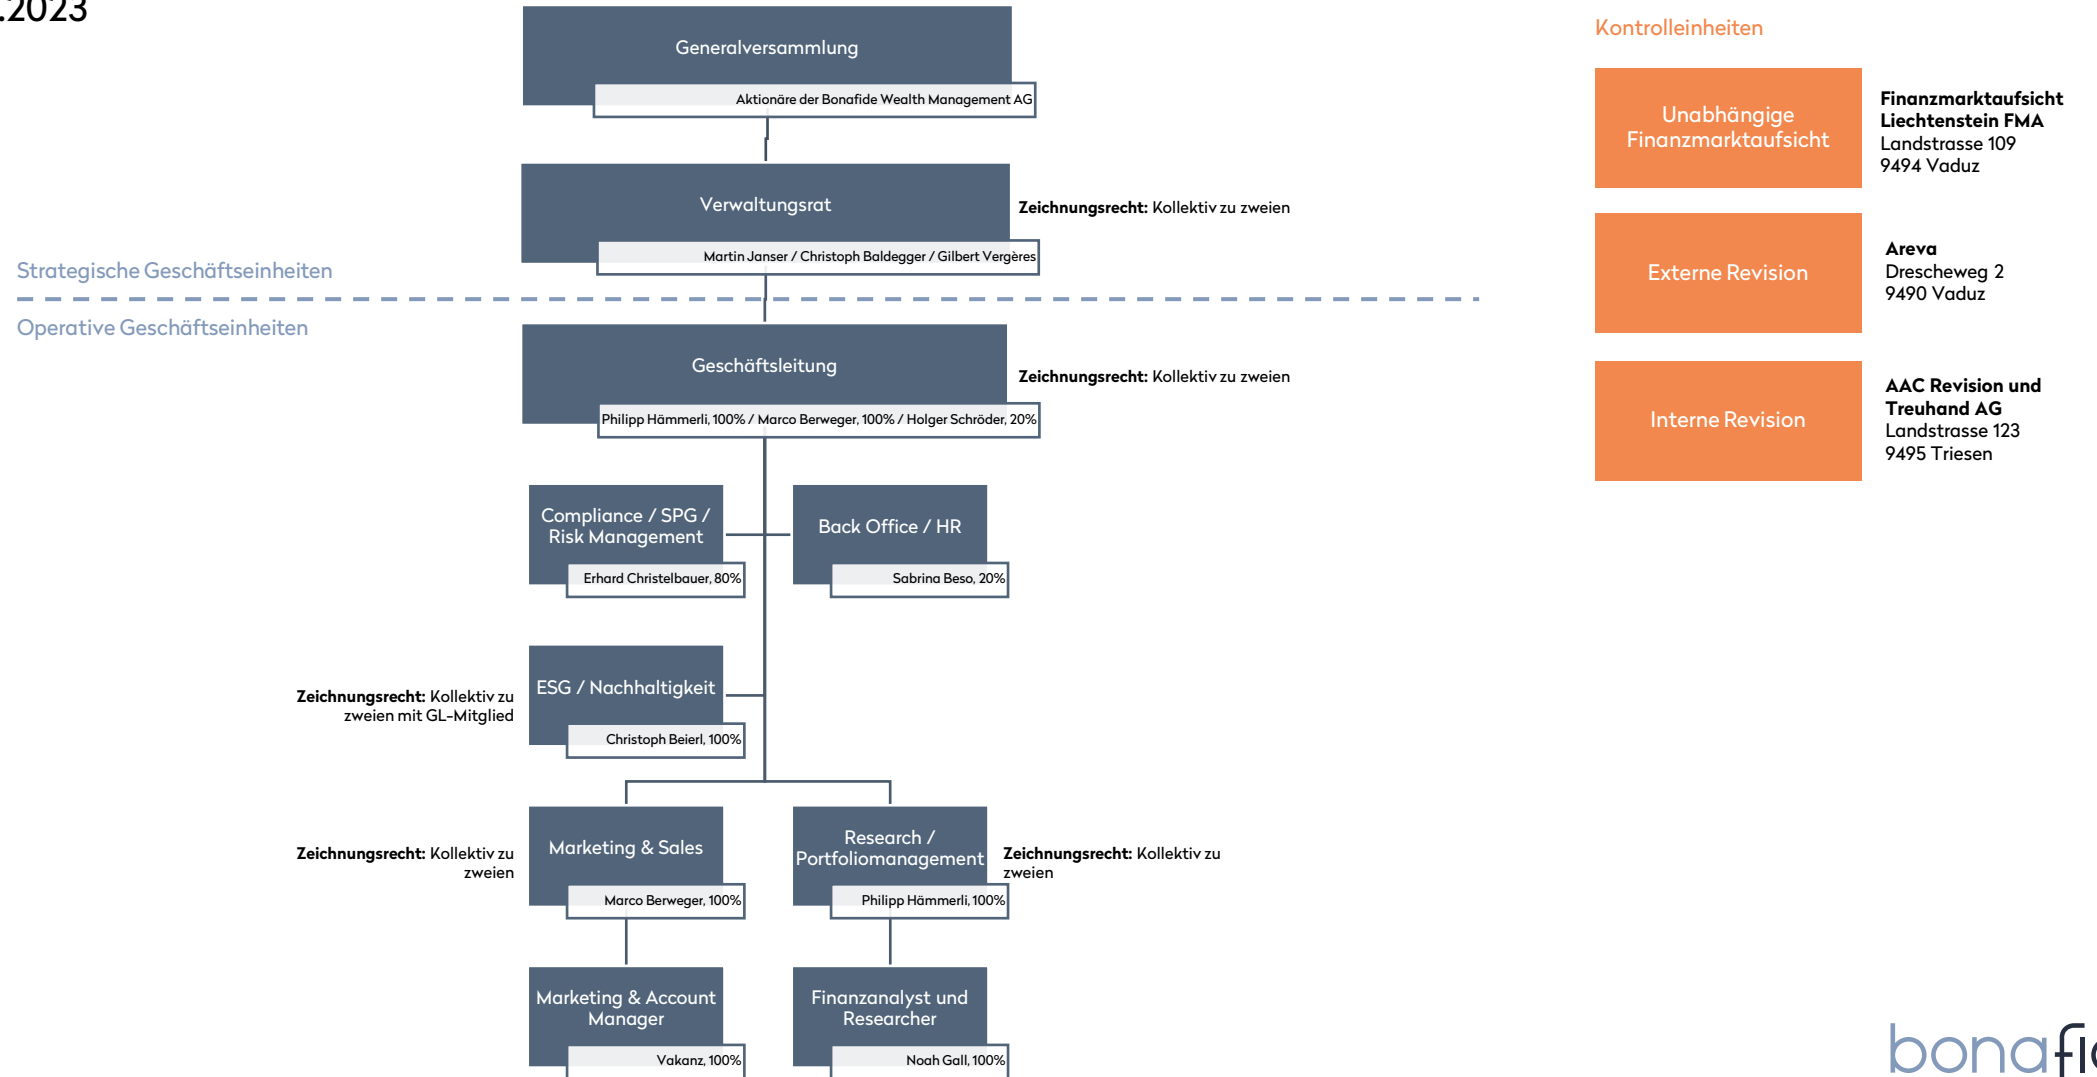 .2023
Generalversammlung
Aktionäre der Bonafide Wealth Management AG
Verwaltungsrat
Zeichnungsrecht: Kollektiv zu zweien
Martin Janser / Christoph Baldegger / Gilbert Vergères
Strategische Geschäftseinheiten
Operative Geschäftseinheiten
Geschäftsleitung
Zeichnungsrecht: Kollektiv zu zweien
Philipp Hämmerli, 100% / Marco Berweger, 100% / Holger Schröder, 20%
Compliance / SPG /
Risk Management
Erhard Christelbauer, 80%
Back Office / HR
Sabrina Beso, 20%
Zeichnungsrecht: Kollektiv zu
zweien mit GL-Mitglied
ESG / Nachhaltigkeit
Christoph Beierl, 100%
Zeichnungsrecht: Kollektiv zu
zweien
Marketing & Sales
Marco Berweger, 100%
Research /
Portfoliomanagement
Philipp Hämmerli, 100%
Zeichnungsrecht: Kollektiv zu
zweien
Marketing & Account
Manager
Vakanz, 100%
Finanzanalyst und
Researcher
Noah Gall, 100%
Kontrolleinheiten
Unabhängige
Finanzmarktaufsicht
Finanzmarktaufsicht
Liechtenstein FMA
Landstrasse 109
9494 Vaduz
Externe Revision
Areva
Drescheweg 2
9490 Vaduz
Interne Revision
AAC Revision und
Treuhand AG
Landstrasse 123
9495 Triesen
bonafi